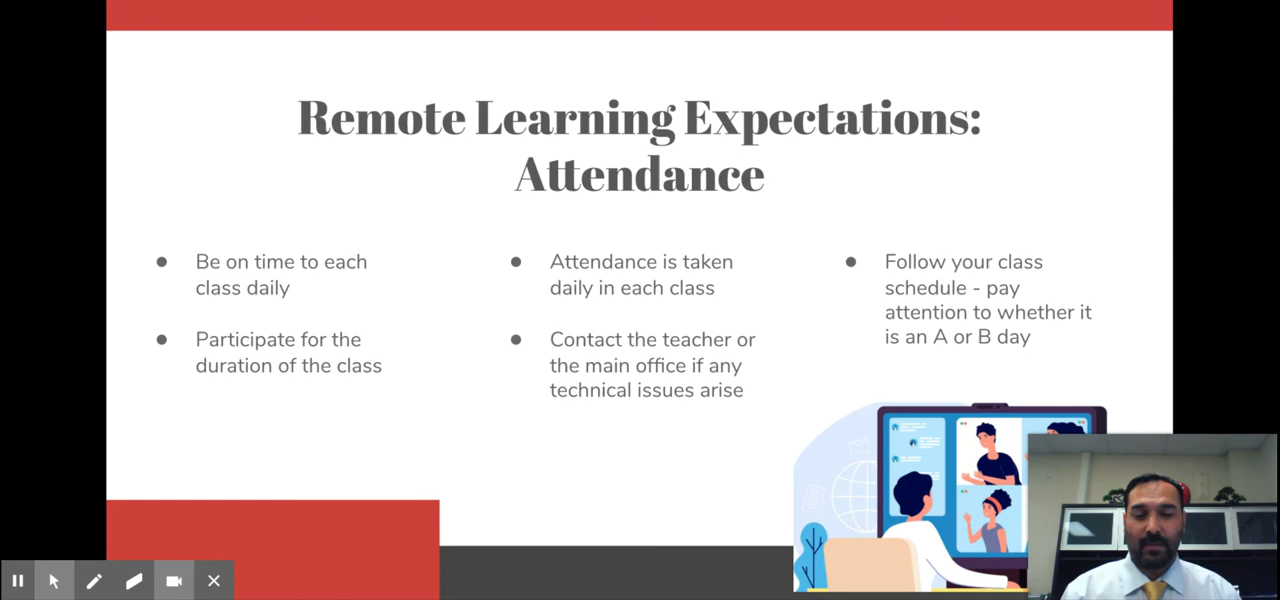 Remote Learning Expectations:
Attendance
Be on time to each
class daily
Participate for the
duration of the class
Attendance is taken
daily in each class
Contact the teacher or
the main office if any
technical issues arise
Follow your class
schedule - pay
attention to whether it
is an A or B day